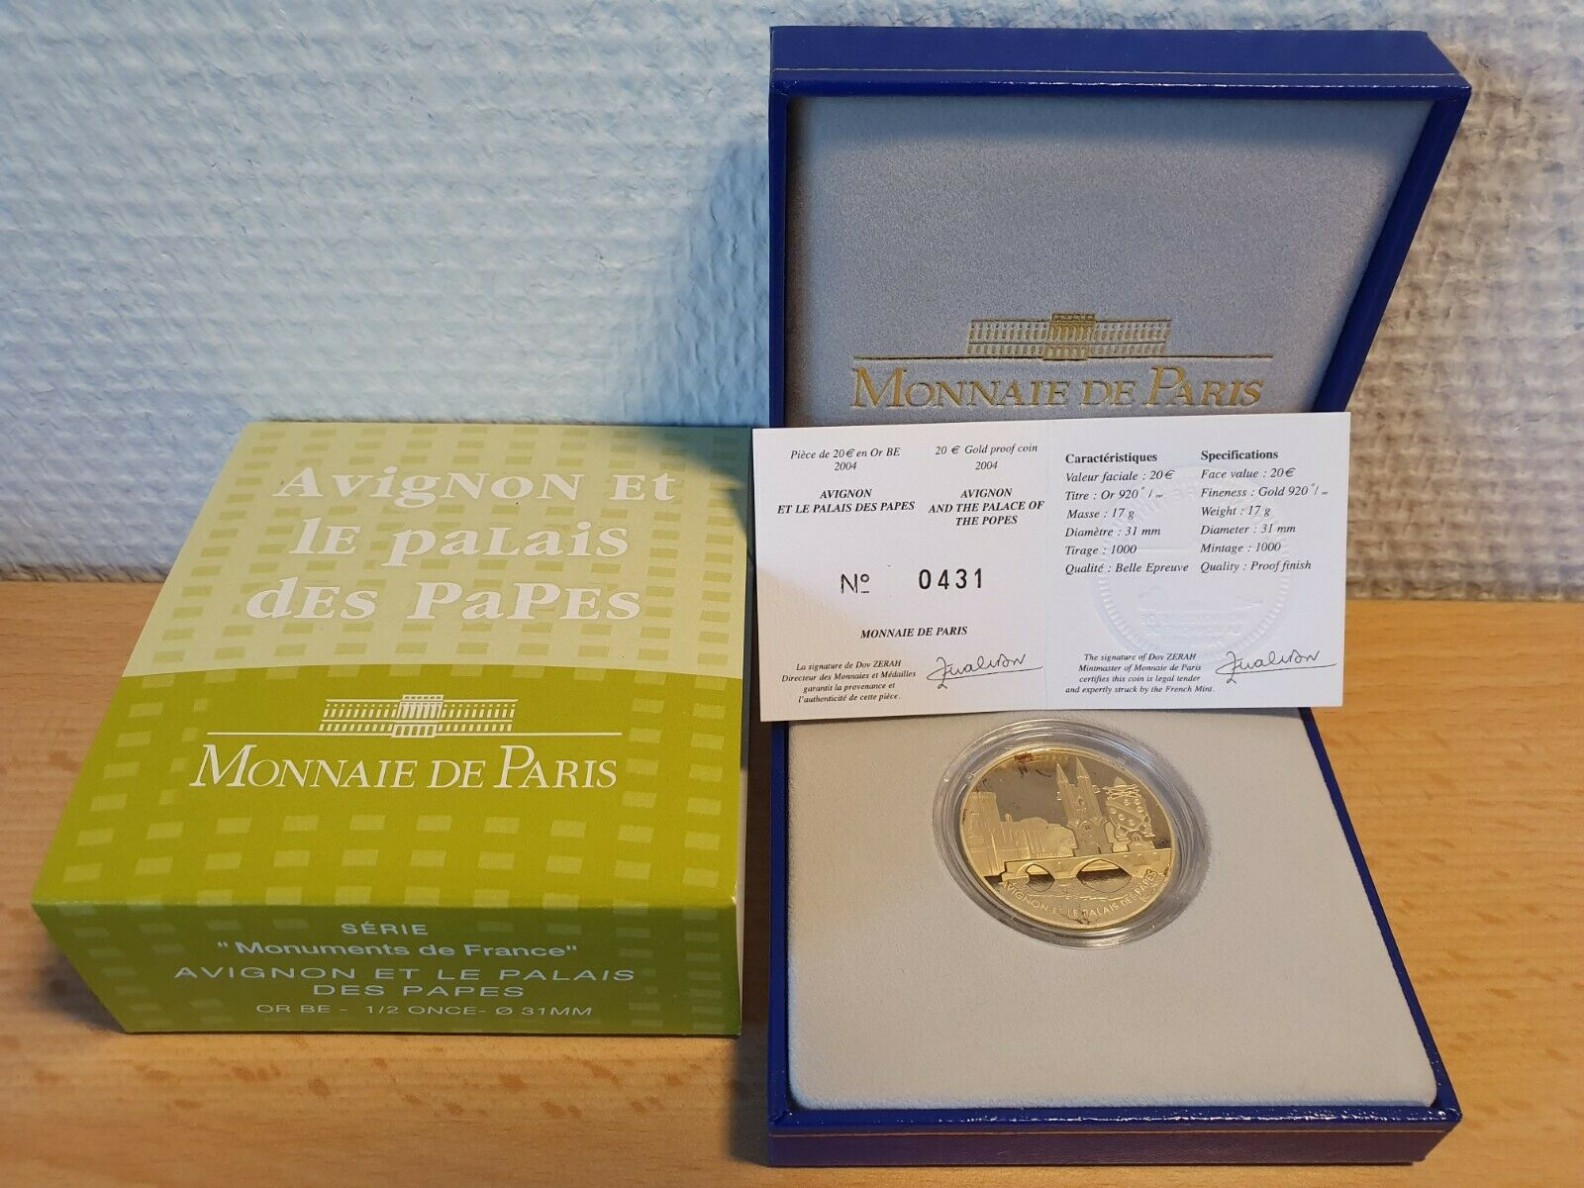 AvigNoN Et
lE paLaiS
dES PaPES
MONNAIE DE PARIS
SÉRIE
"Monuments de France"
AVIGNON ET LE PALAIS
DES PAPES
OR BE - 1/2 ONCE- Ø 31MM
MONNAIE DE PARIS
Pièce de 20€ en Or BE
2004
AVIGNON
ET LE PALAIS DES PAPES
20 € Gold proof coin
2004
AVIGNON
AND THE PALACE OF
THE POPES
Nº 0431
MONNAIE DE PARIS
La signature de Dov ZERAH
Directeur des Monnaies et Médailles
garantit la provenance et
l'authenticité de cette pièce.
Caractéristiques
Valeur faciale : 20€
Titre : Or 920°/--
Masse : 17 g
Diamètre : 31 mm
Tirage : 1000
Qualité : Belle Epreuve
Specifications
Face value : 20€
Fineness : Gold 920°/--
Weight : 17 g
Diameter : 31 mm
Mintage : 1000
Quality : Proof finish
The signature of Dov ZERAH
Mintmaster of Monnaie de Paris
certifies this coin is legal tender
and expertly struck by the French Mint.
AVIGNON ET LE PALAIS DES PAPES